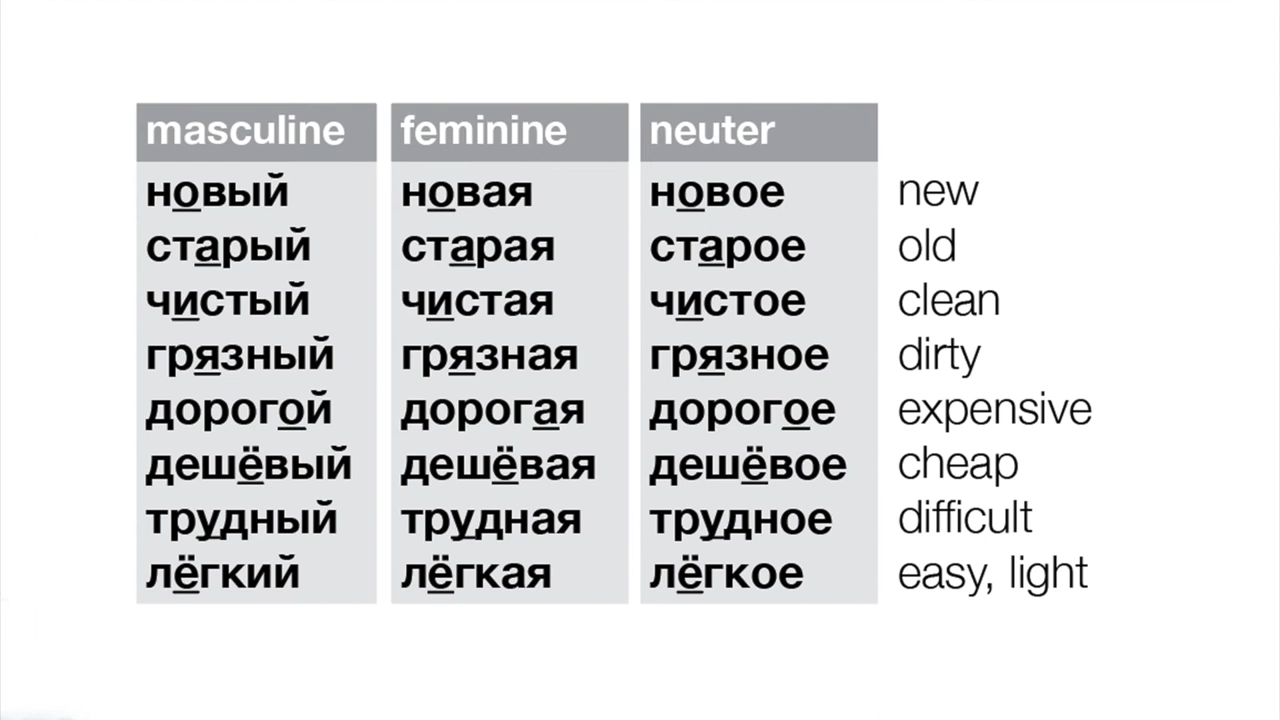 masculine feminine neuter
новый новая новое new
старый старая старое old
чистый чистая чистое clean
грязный грязная грязное dirty
дорогой дорогая дорогое expensive
дешёвый дешёвая дешёвое cheap
трудный трудная трудное difficult
лёгкий лёгкая лёгкое easy, light